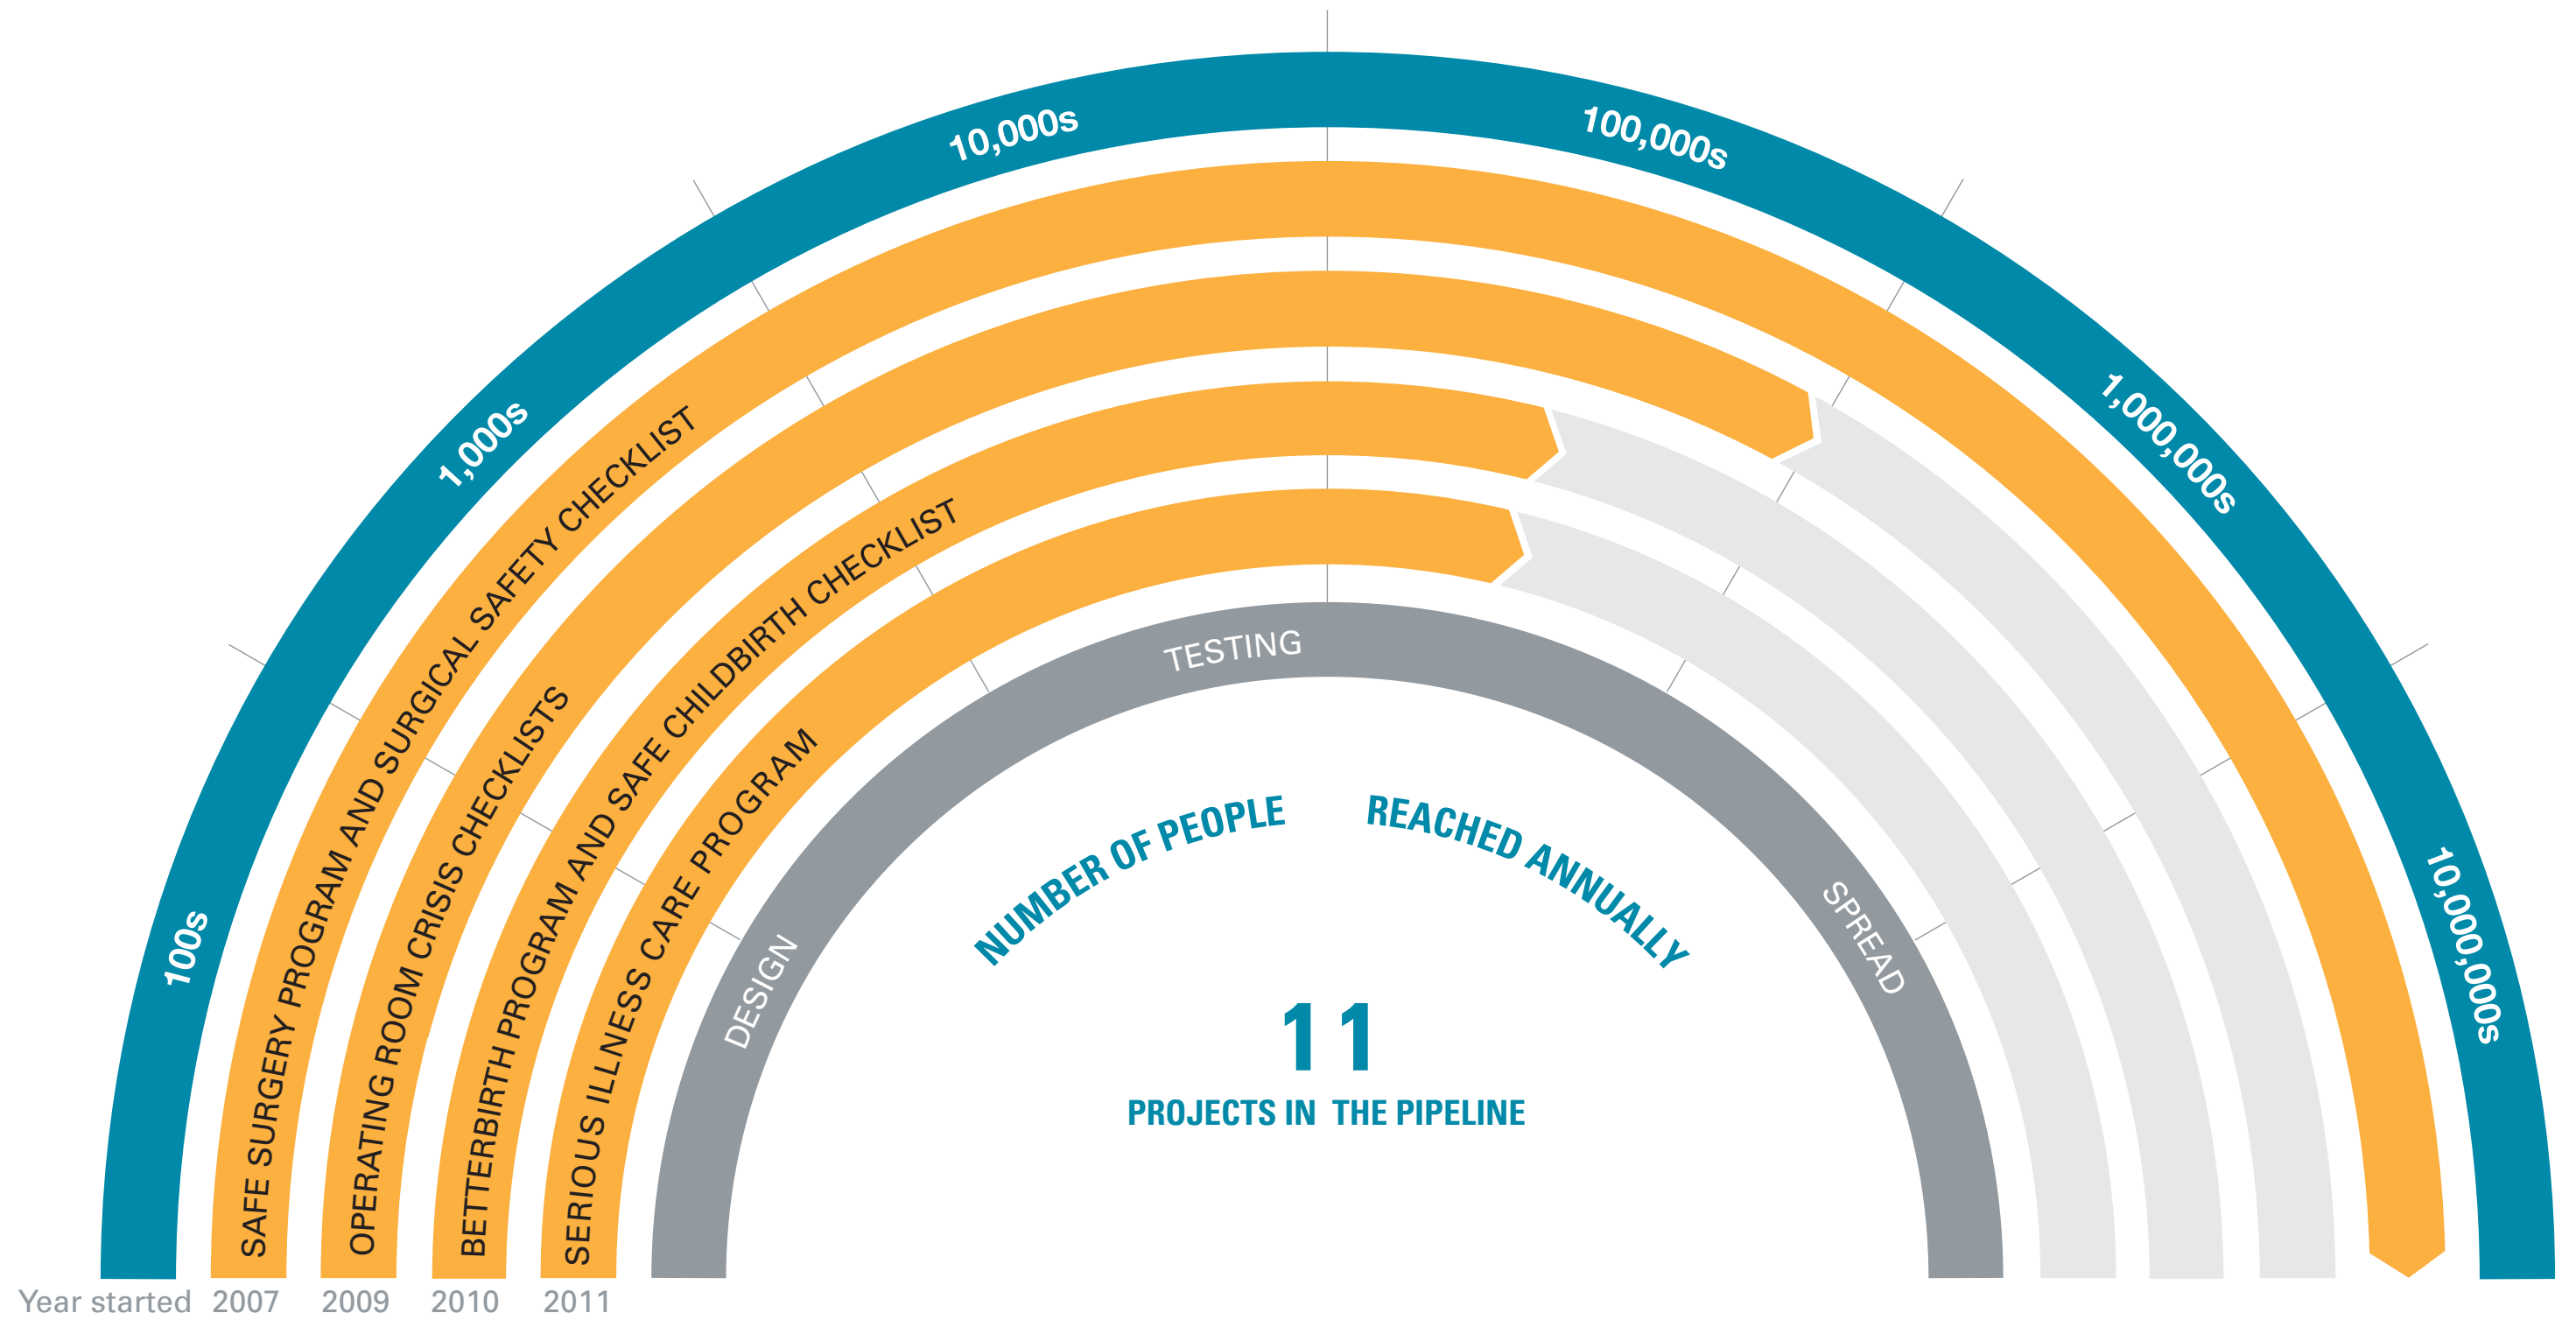 100s
1,000s
10,000s
100,000s
1,000,000s
10,000,000s
SAFE SURGERY PROGRAM AND SURGICAL SAFETY CHECKLIST
OPERATING ROOM CRISIS CHECKLISTS
BETTERBIRTH PROGRAM AND SAFE CHILDBIRTH CHECKLIST
SERIOUS ILLNESS CARE PROGRAM
DESIGN
TESTING
SPREAD
NUMBER OF PEOPLE REACHED ANNUALLY
11
PROJECTS IN THE PIPELINE
Year started 2007 2009 2010 2011